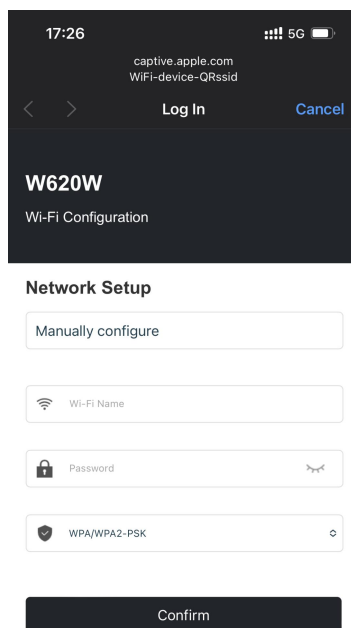 17:26
5G
captive.apple.com
WiFi-device-QRssid
Log In
Cancel
W620W
Wi-Fi Configuration
Network Setup
Manually configure
Wi-Fi Name
Password
WPA/WPA2-PSK
Confirm